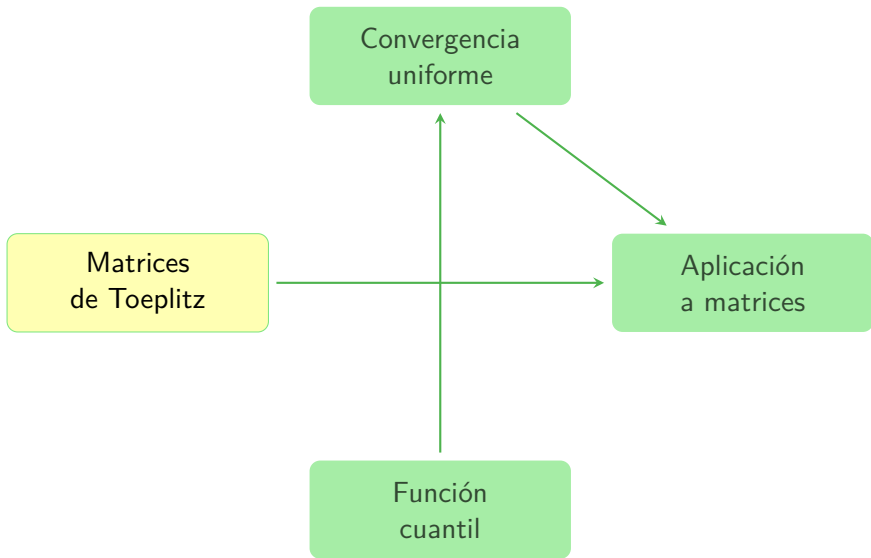 Convergencia
uniforme
Matrices
de Toeplitz
Aplicación
a matrices
Función
cuantil